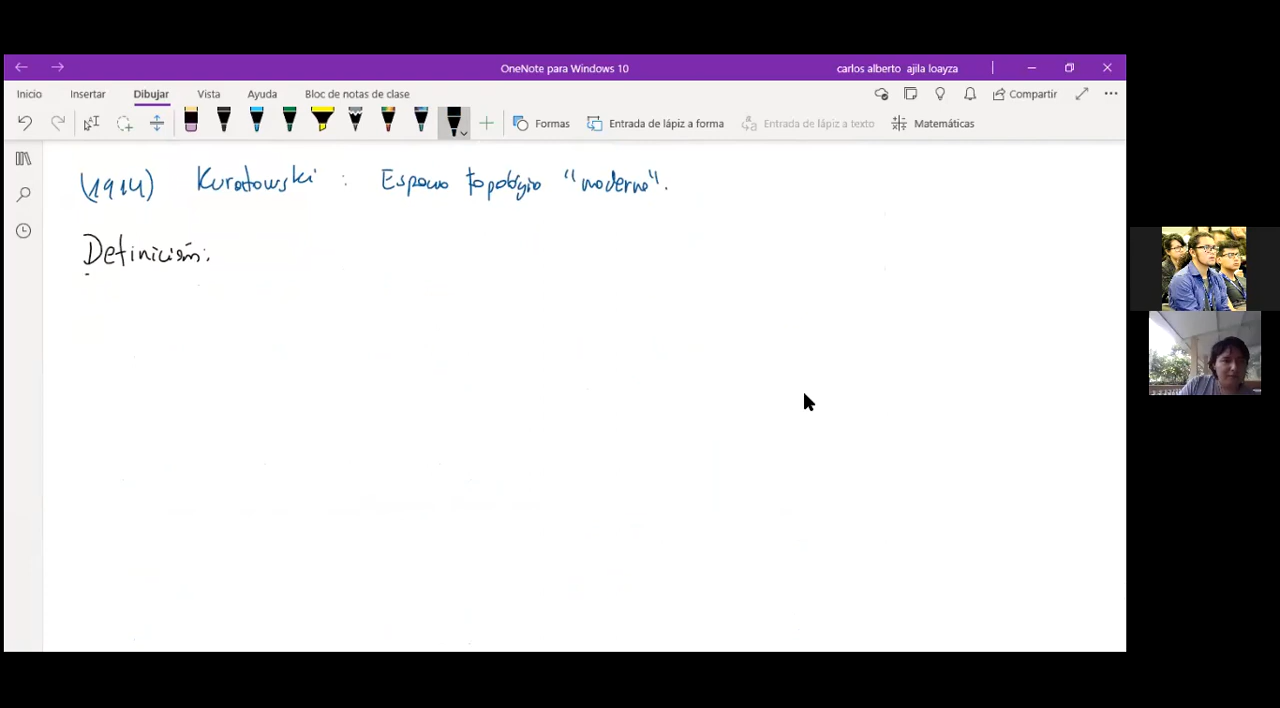 OneNote para Windows 10
carlos alberto ajila loayza
Inicio Insertar Dibujar Vista Ayuda Bloc de notas de clase
Compartir
Formas Entrada de lápiz a forma Entrada de lápiz a texto Matemáticas
(1914) Kuratowski : Espacio topológico "moderno".
Definición: